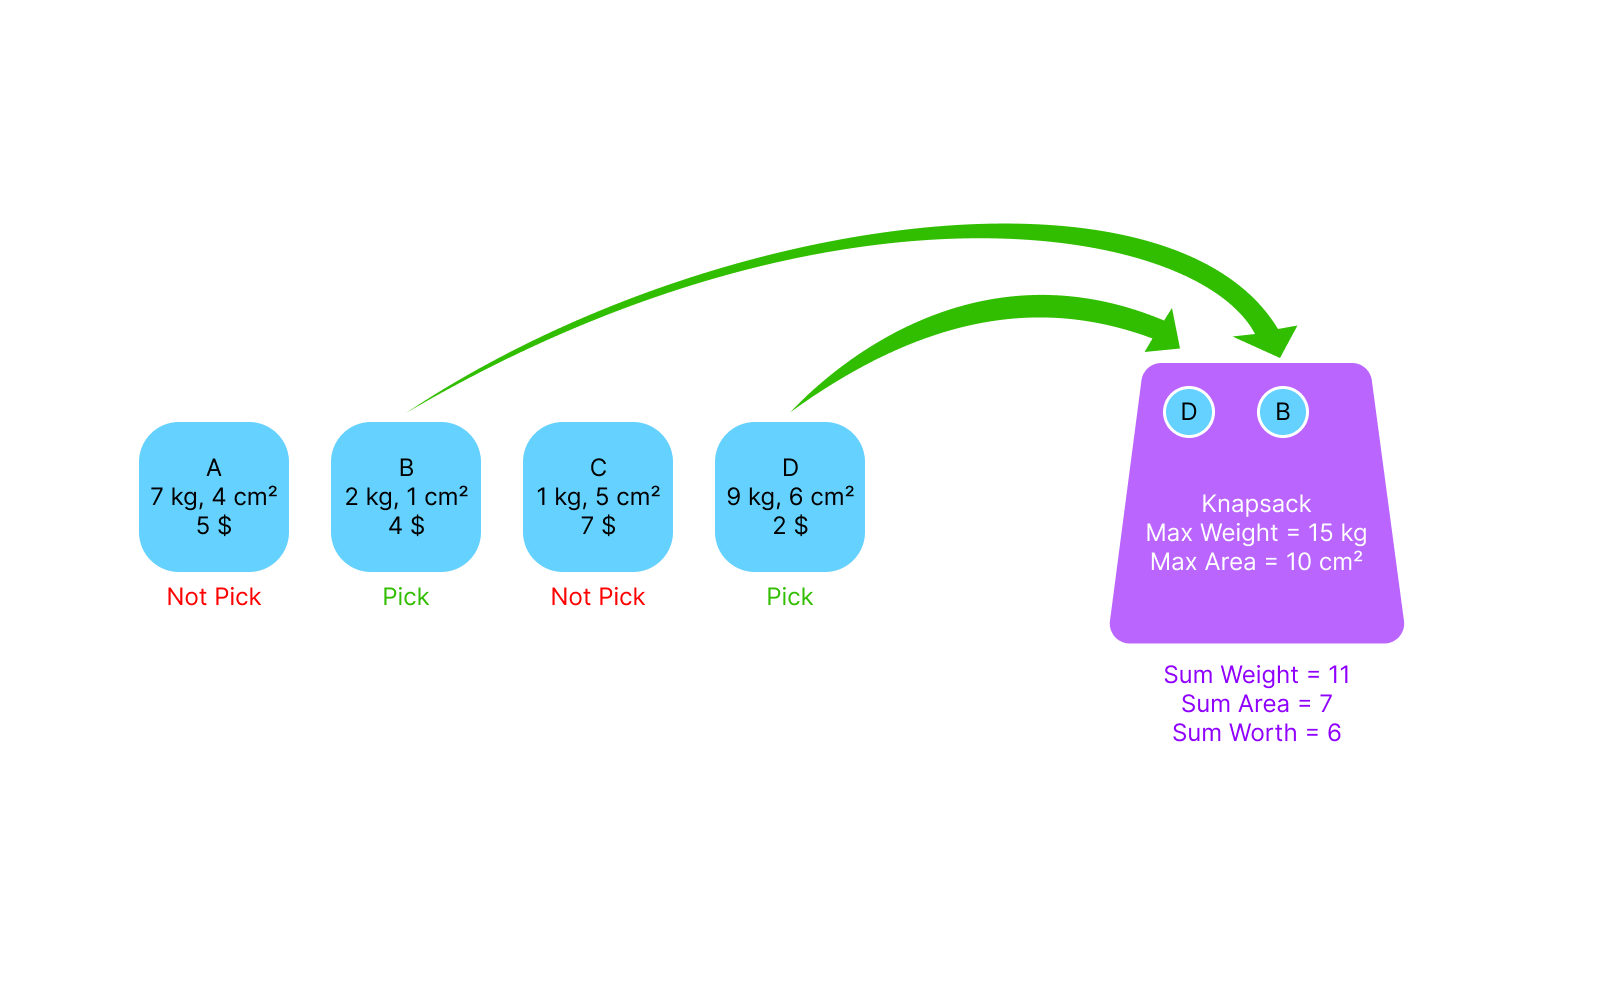 D
B
A
7 kg, 4 cm²
5 $
B
2 kg, 1 cm²
4 $
C
1 kg, 5 cm²
7 $
D
9 kg, 6 cm²
2 $
Knapsack
Max Weight = 15 kg
Max Area = 10 cm²
Not Pick
Pick
Not Pick
Pick
Sum Weight = 11
Sum Area = 7
Sum Worth = 6